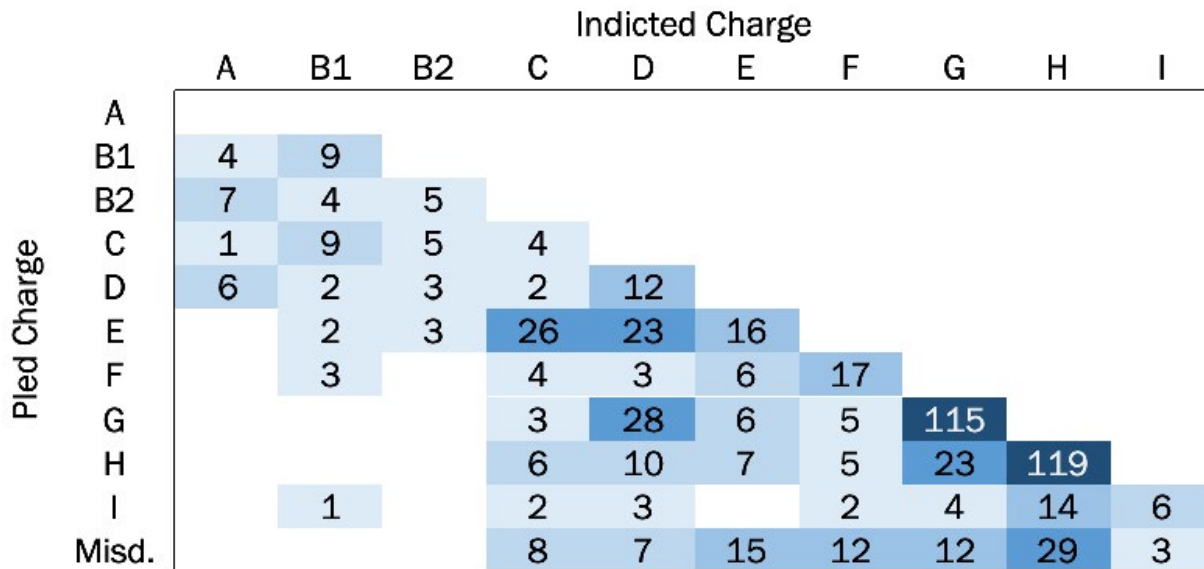 Indicted Charge
A B1 B2 C D E F G H I
Pled Charge
A
B1 4 9
B2 7 4 5
C 1 9 5 4
D 6 2 3 2 12
E 2 3 26 23 16
F 3 4 3 6 17
G 3 28 6 5 115
H 6 10 7 5 23 119
I 1 2 3 2 4 14 6
Misd. 8 7 15 12 12 29 3